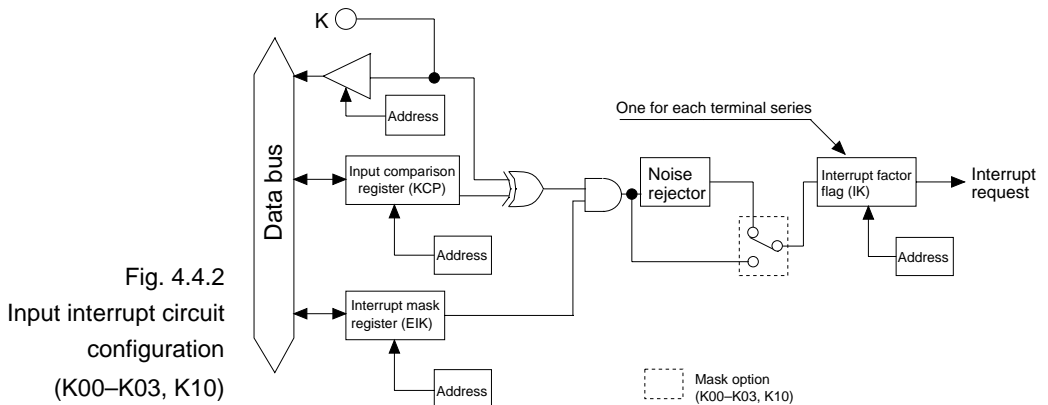 K
Address
One for each terminal series
Data bus
Input comparison
register (KCP)
Noise
rejector
Interrupt factor
flag (IK)
Interrupt
request
Address
Address
Fig. 4.4.2
Input interrupt circuit
configuration
(K00–K03, K10)
Interrupt mask
register (EIK)
Address
Mask option
(K00–K03, K10)